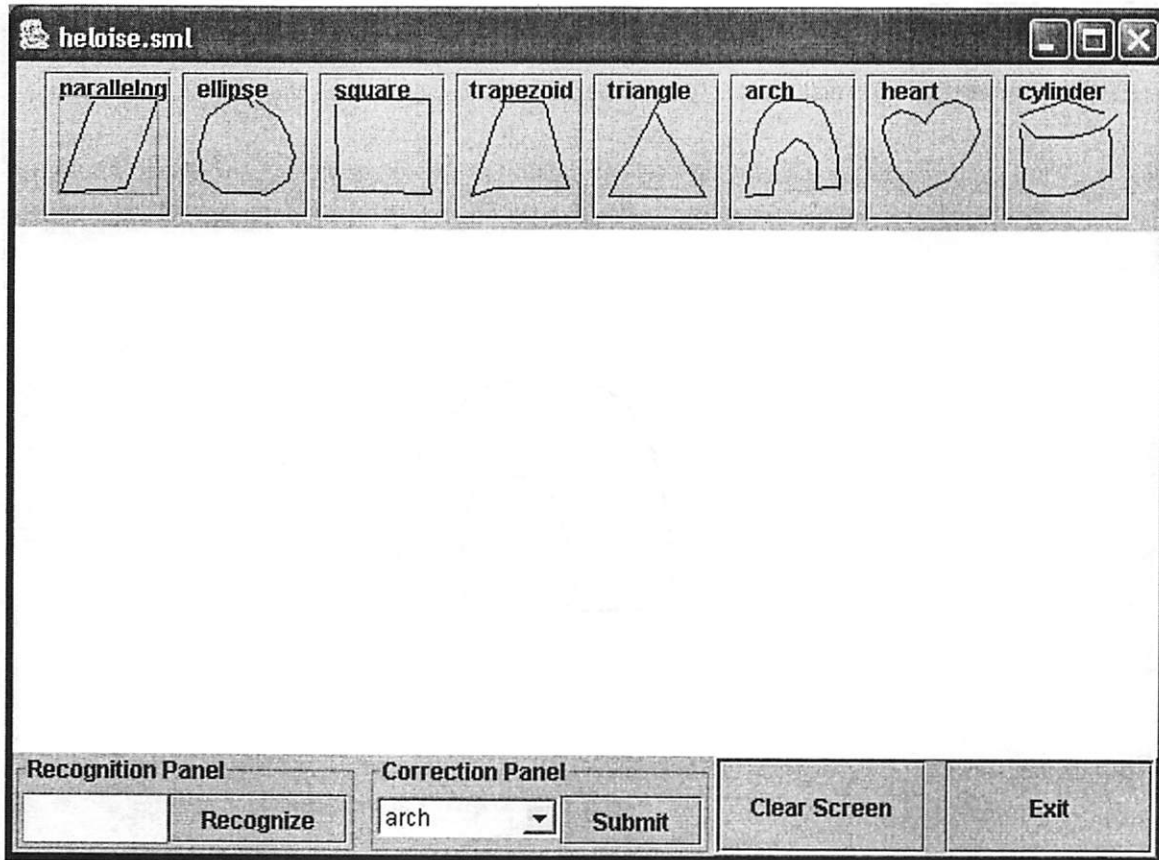 heloise.sml
parallelog
ellipse
square
trapezoid
triangle
arch
heart
cylinder
Recognition Panel
Recognize
Correction Panel
arch
Submit
Clear Screen
Exit